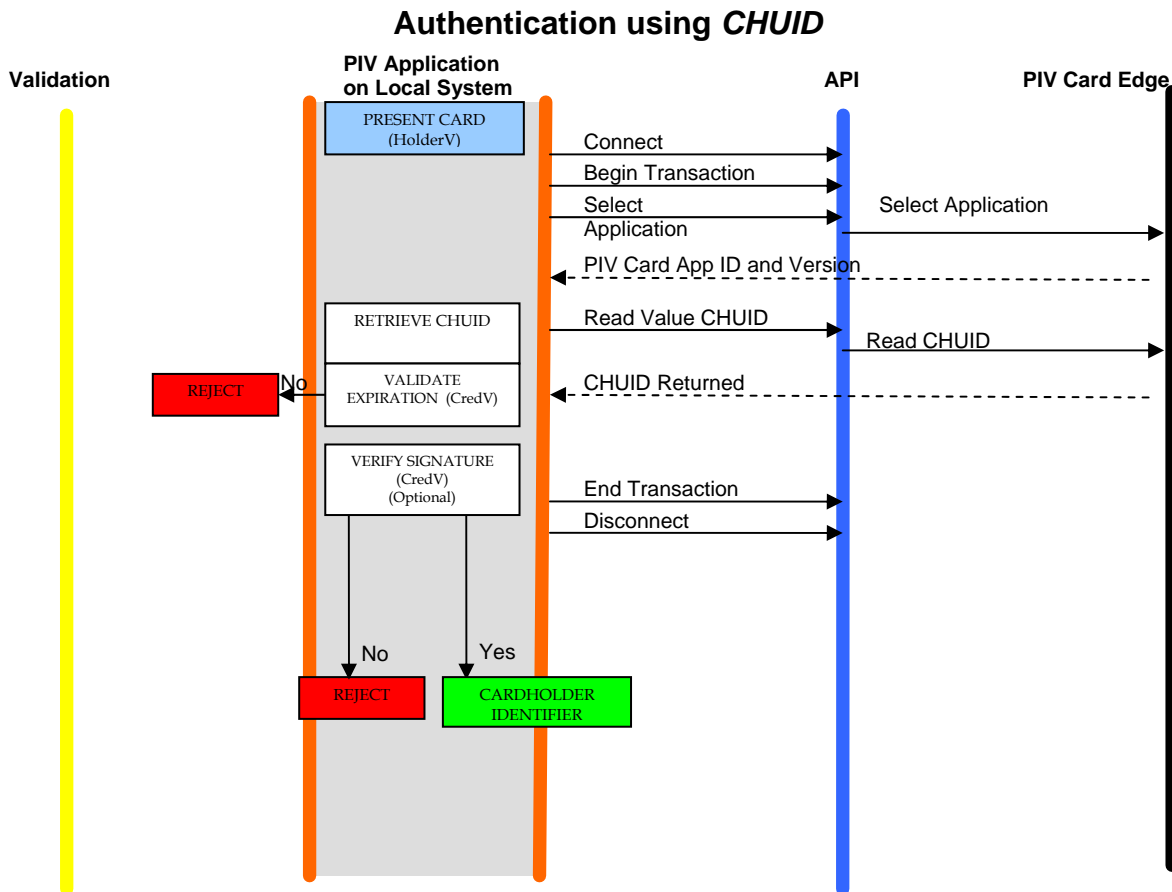 Authentication using CHUID
Validation
PIV Application
on Local System
API
PIV Card Edge
PRESENT CARD
(HolderV)
Connect
Begin Transaction
Select
Application
Select Application
PIV Card App ID and Version
RETRIEVE CHUID
Read Value CHUID
Read CHUID
REJECT
No
VALIDATE
EXPIRATION (CredV)
CHUID Returned
VERIFY SIGNATURE
(CredV)
(Optional)
End Transaction
Disconnect
No
Yes
REJECT
CARDHOLDER
IDENTIFIER